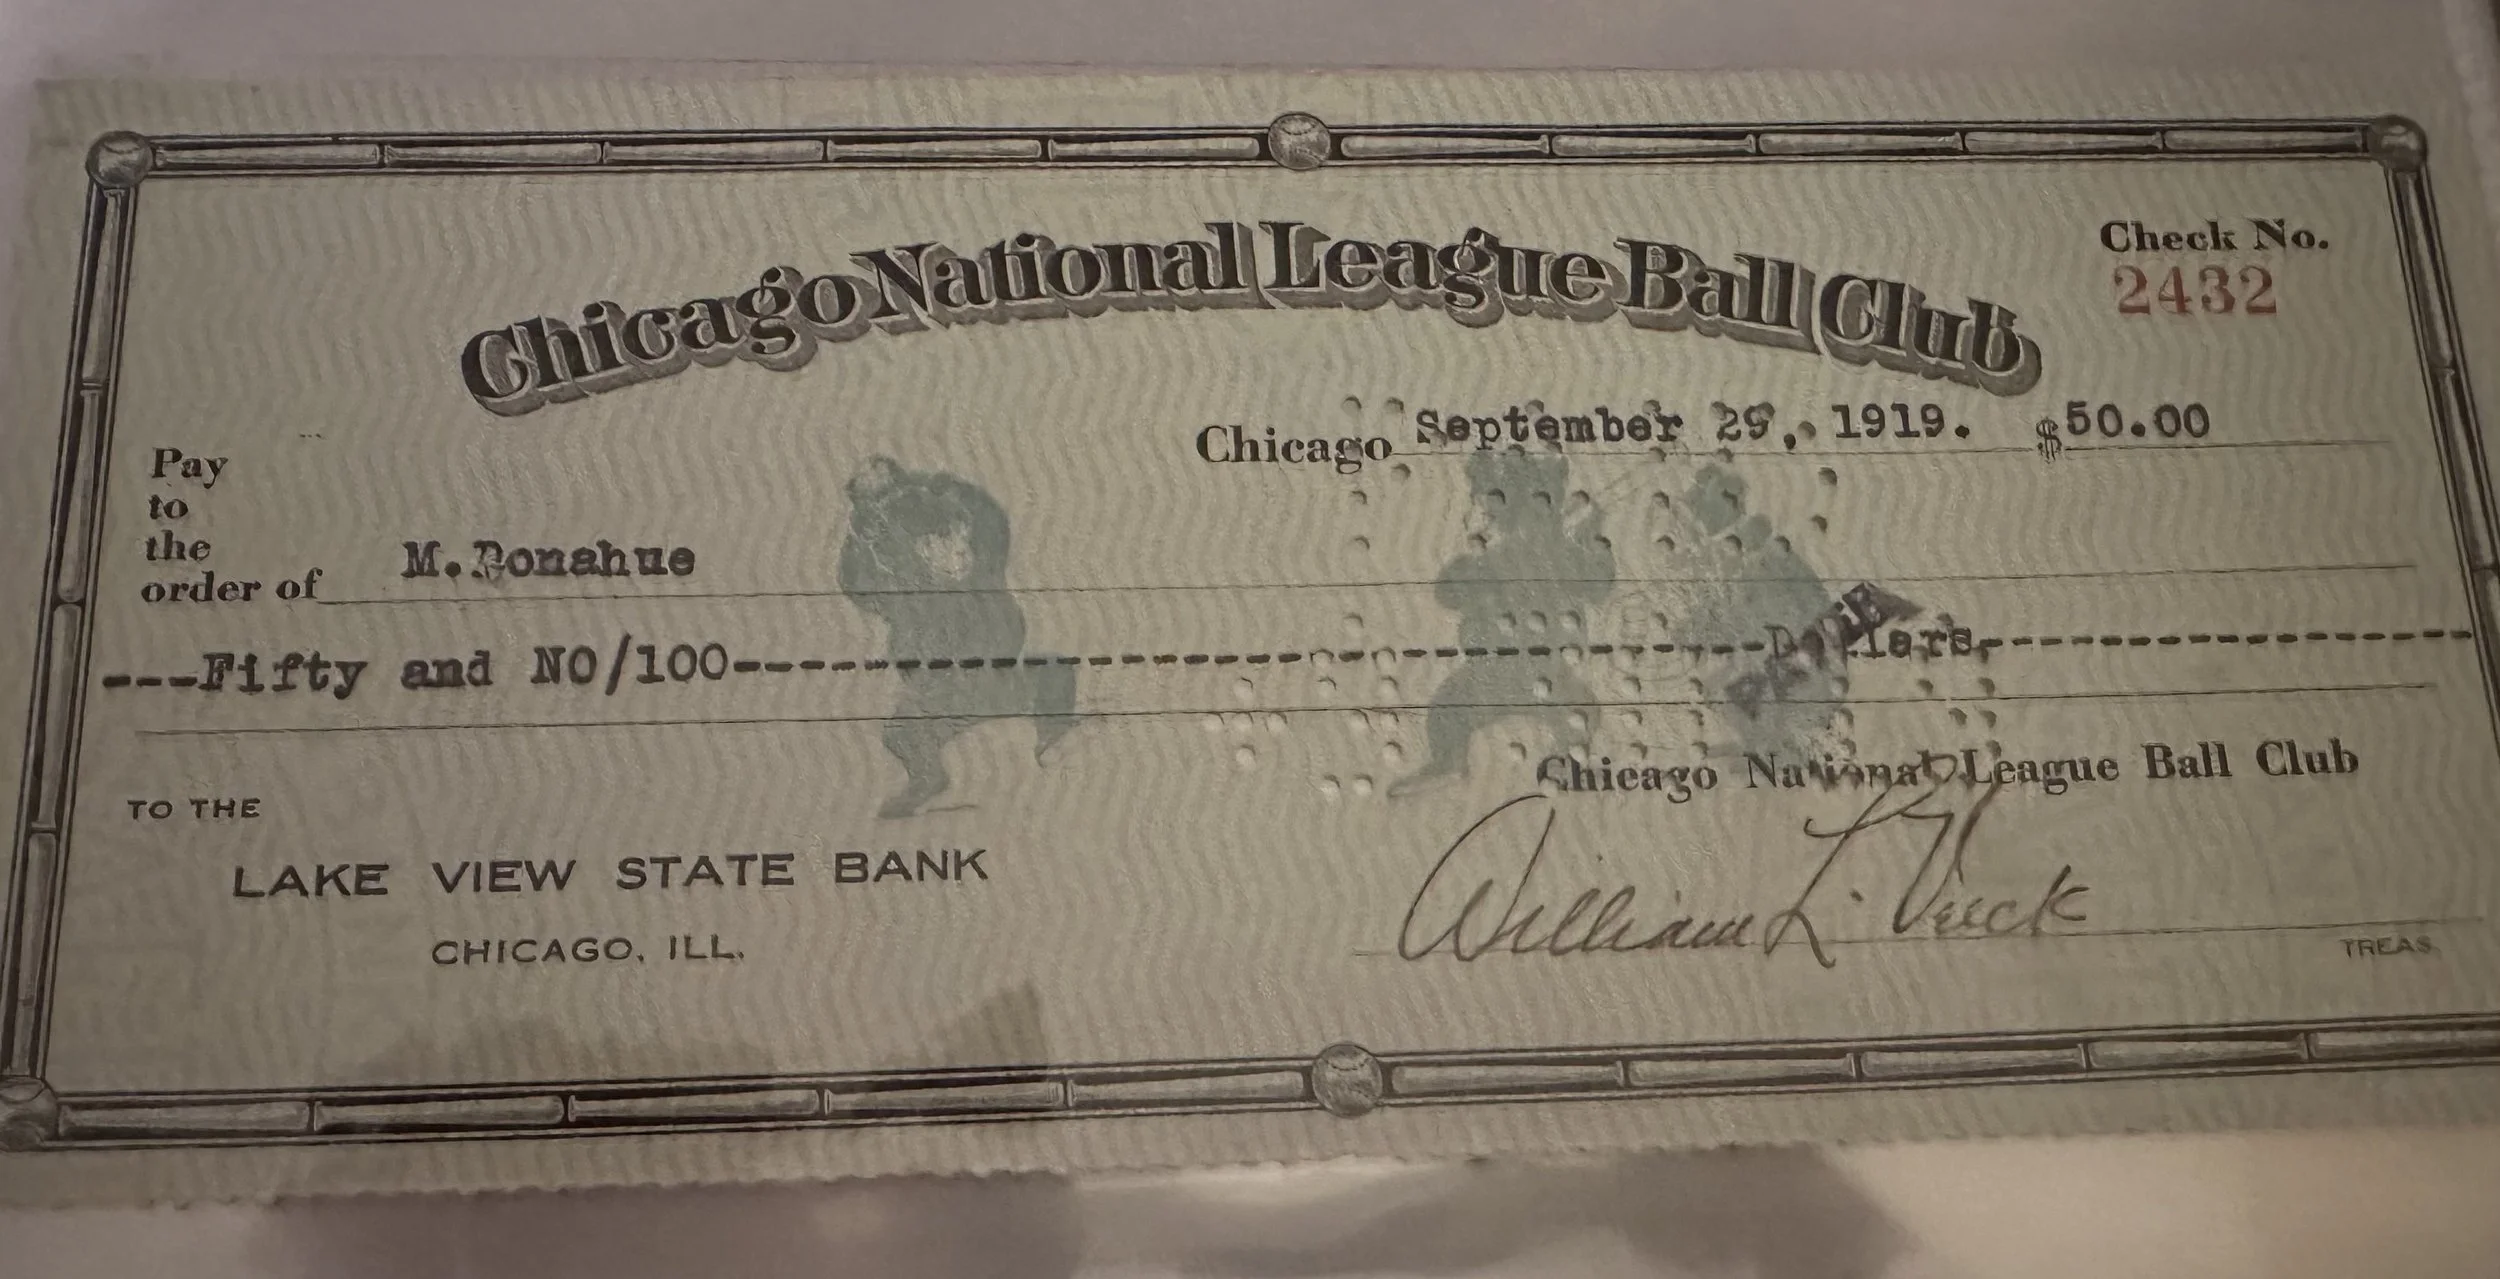 Chicago National League Ball Club
Check No.
2432
Chicago September 29, 1919. $50.00
Pay
to
the
order of M. Donahue
---Fifty and NO/100------------------------------Dollars------------------
PAID
Chicago National League Ball Club
TO THE
LAKE VIEW STATE BANK
CHICAGO, ILL.
William L. Veeck
TREAS.